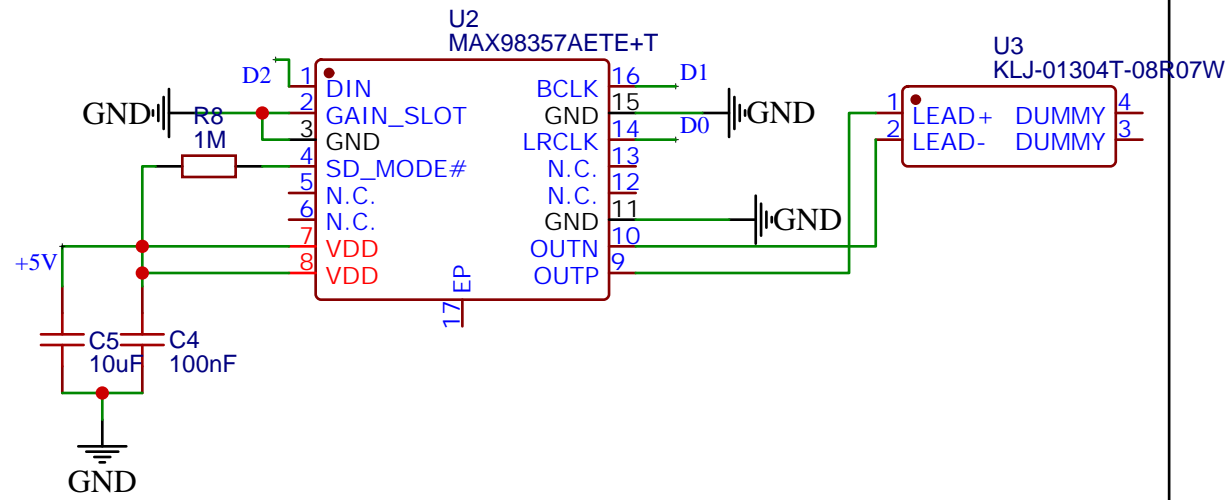 U2
MAX98357AETE+T
U3
KLJ-01304T-08R07W
D2
1
DIN
BCLK
16
D1
1
LEAD+
DUMMY
4
GND
R8
2
GAIN_SLOT
GND
15
GND
2
LEAD-
DUMMY
3
1M
3
GND
LRCLK
14
D0
4
SD_MODE#
N.C.
13
5
N.C.
N.C.
12
6
N.C.
GND
11
GND
+5V
7
VDD
OUTN
10
8
VDD
OUTP
9
17
EP
C5
10uF
C4
100nF
GND